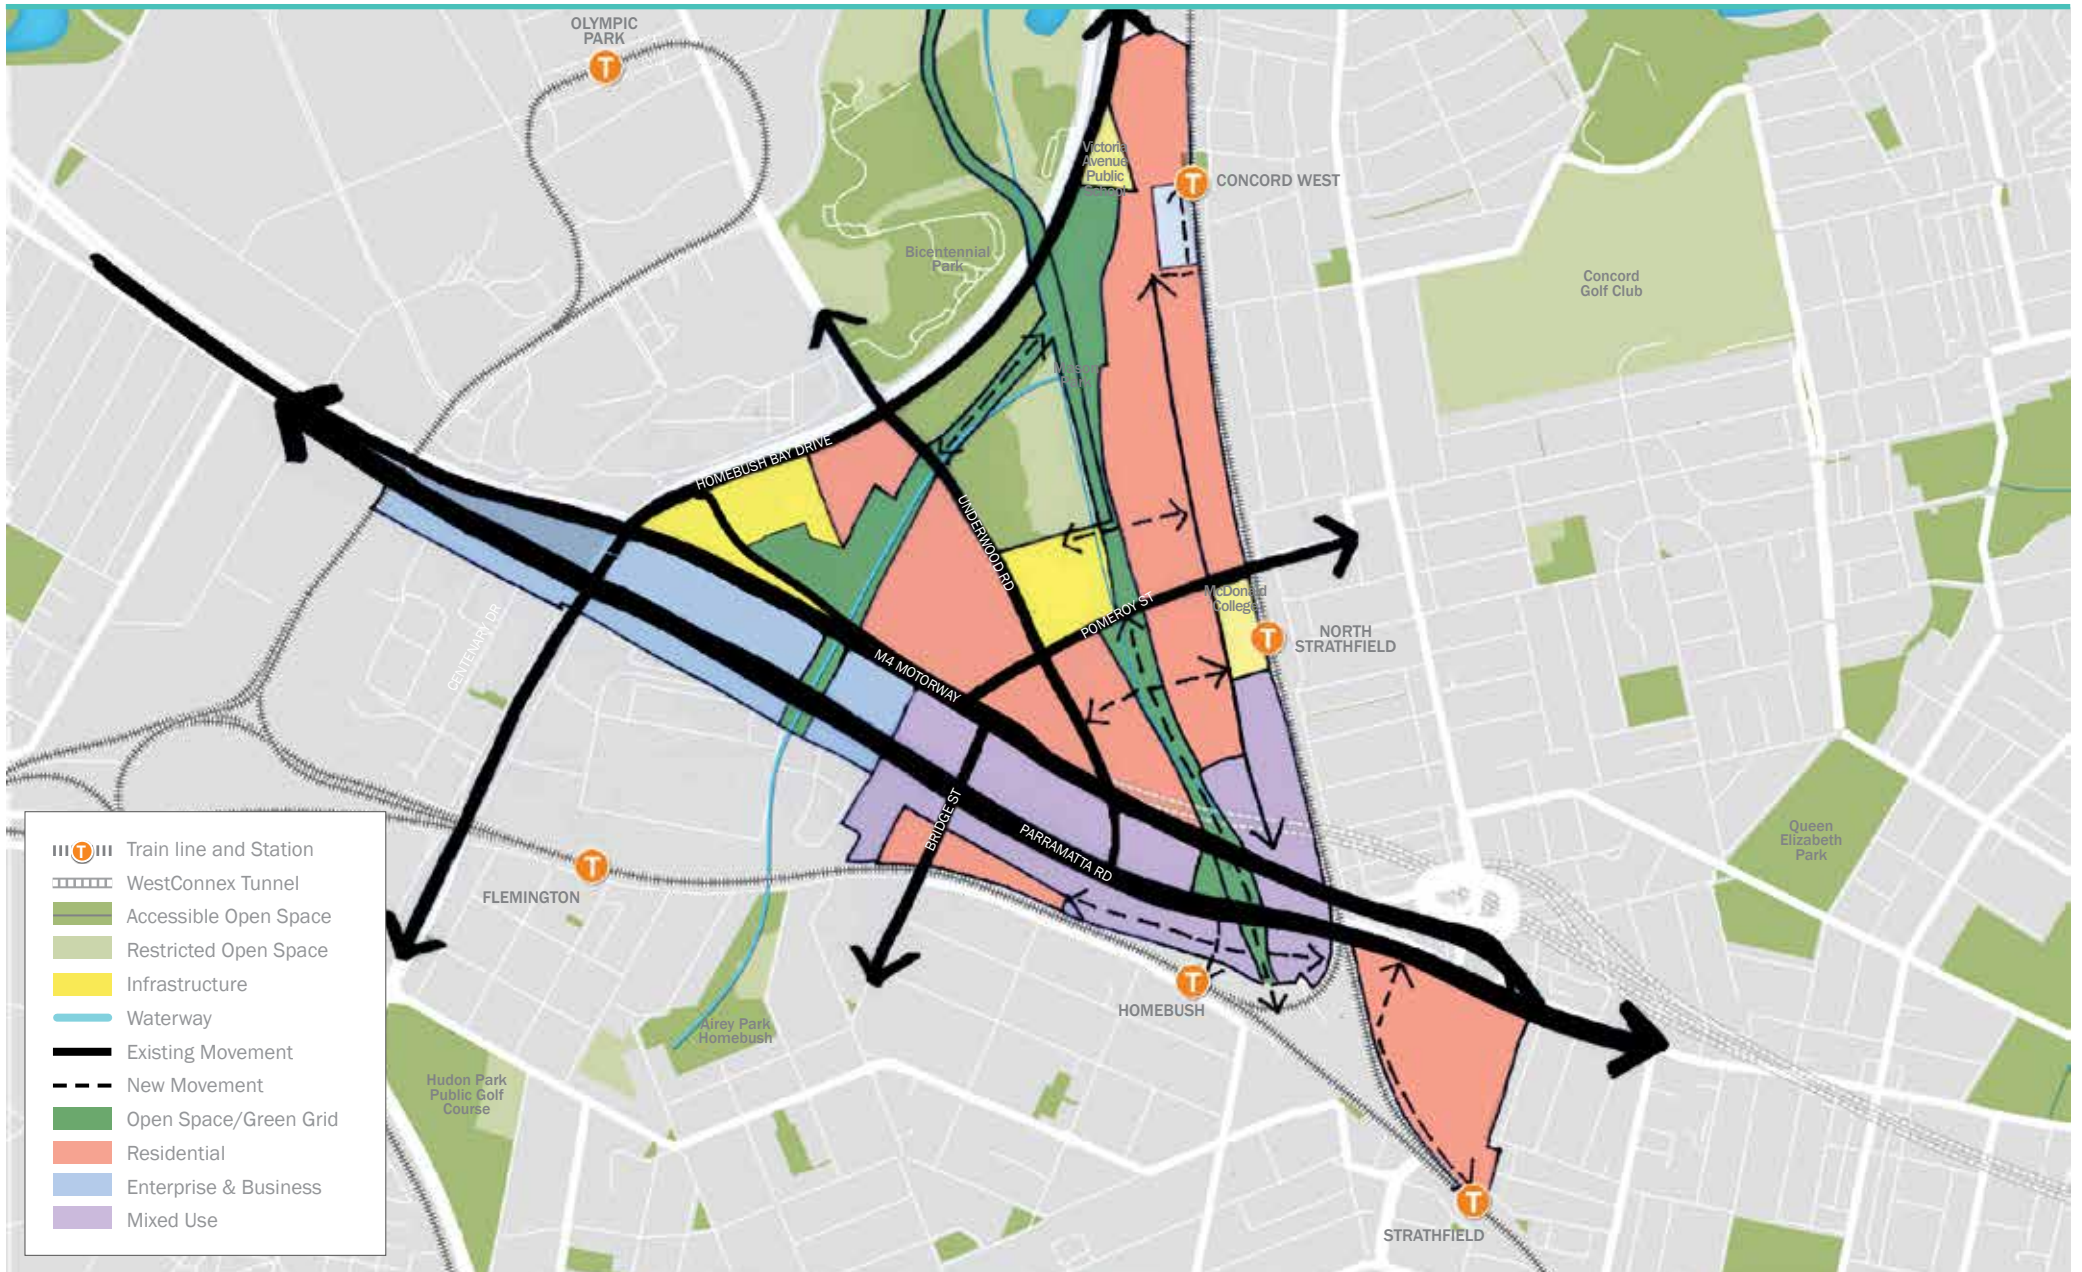 OLYMPIC
PARK
T
Victoria
Avenue
Public
School
T
CONCORD WEST
Bicentennial
Park
Concord
Golf Club
HOMEBUSH BAY DRIVE
UNDERWOOD RD
McDonald
College
POMEROY ST
T
NORTH
STRATHFIELD
CENTENARY DR
M4 MOTORWAY
BRIDGE ST
PARRAMATTA RD
Queen
Elizabeth
Park
T
FLEMINGTON
T
HOMEBUSH
Airey Park
Homebush
Hudon Park
Public Golf
Course
T
STRATHFIELD
T
Train line and Station
WestConnex Tunnel
Accessible Open Space
Restricted Open Space
Infrastructure
Waterway
Existing Movement
New Movement
Open Space/Green Grid
Residential
Enterprise & Business
Mixed Use